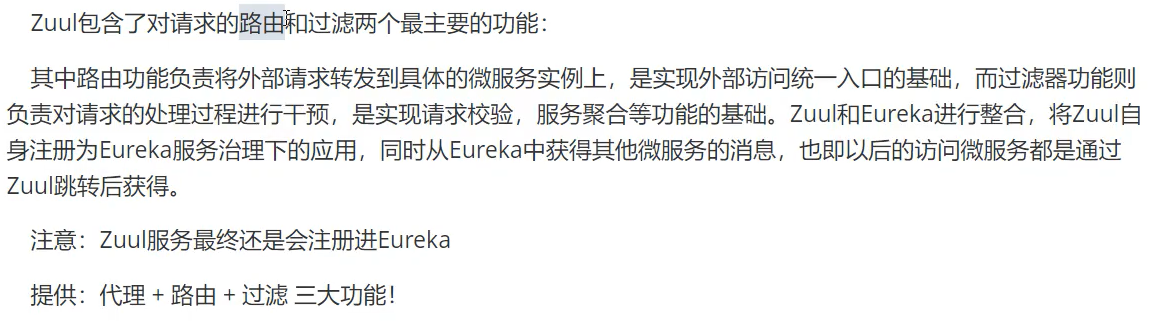 Zuul包含了对请求的路由和过滤两个最主要的功能：
其中路由功能负责将外部请求转发到具体的微服务实例上，是实现外部访问统一入口的基础，而过滤器功能则
负责对请求的处理过程进行干预，是实现请求校验，服务聚合等功能的基础。Zuul和Eureka进行整合，将Zuul自
身注册为Eureka服务治理下的应用，同时从Eureka中获得其他微服务的消息，也即以后的访问微服务都是通过
Zuul跳转后获得。
注意：Zuul服务最终还是会注册进Eureka
提供：代理 + 路由 + 过滤 三大功能！